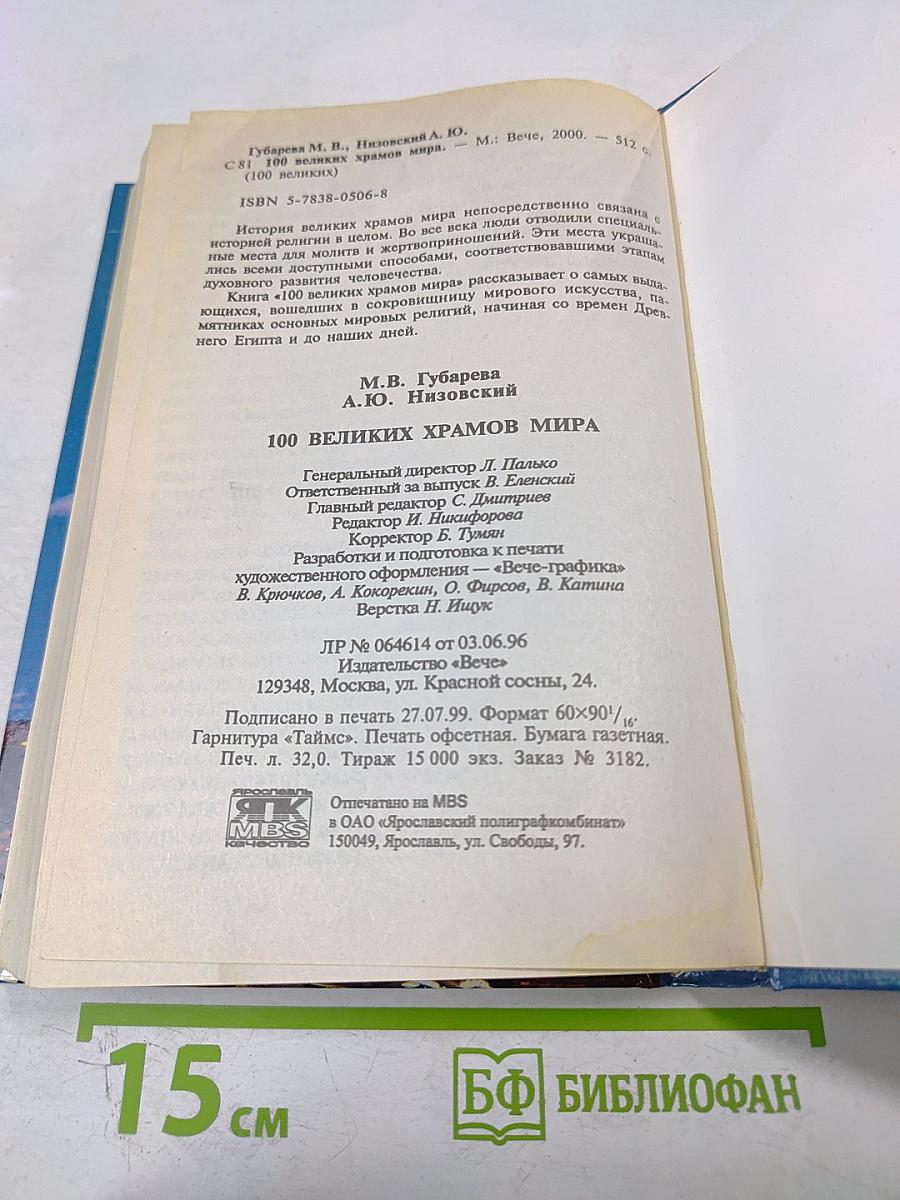 Губарева М. В., Низовский А. Ю.
С 81 100 великих храмов мира. — М.: Вече, 2000. — 512 с.
(100 великих)
ISBN 5-7838-0506-8
История великих храмов мира непосредственно связана с
историей религии в целом. Во все века люди отводили специаль-
ные места для молитв и жертвоприношений. Эти места украша-
лись всеми доступными способами, соответствовавшими этапам
духовного развития человечества.
Книга «100 великих храмов мира» рассказывает о самых выда-
ющихся, вошедших в сокровищницу мирового искусства, па-
мятниках основных мировых религий, начиная со времен Древ-
него Египта и до наших дней.
М.В. Губарева
А.Ю. Низовский
100 ВЕЛИКИХ ХРАМОВ МИРА
Генеральный директор Л. Палько
Ответственный за выпуск В. Еленский
Главный редактор С. Дмитриев
Редактор И. Никифорова
Корректор Б. Тумян
Разработки и подготовка к печати
художественного оформления — «Вече-графика»
В. Крючков, А. Кокорекин, О. Фирсов, В. Катина
Верстка Н. Ищук
ЛР № 064614 от 03.06.96
Издательство «Вече»
129348, Москва, ул. Красной сосны, 24.
Подписано в печать 27.07.99. Формат 60×90¹/₁₆.
Гарнитура «Таймс». Печать офсетная. Бумага газетная.
Печ. л. 32,0. Тираж 15 000 экз. Заказ № 3182.
ЯРОСЛАВЛЬ
ЯПК
MBS
КАЧЕСТВО
Отпечатано на MBS
в ОАО «Ярославский полиграфкомбинат»
150049, Ярославль, ул. Свободы, 97.
15 см
БФ БИБЛИОФАН